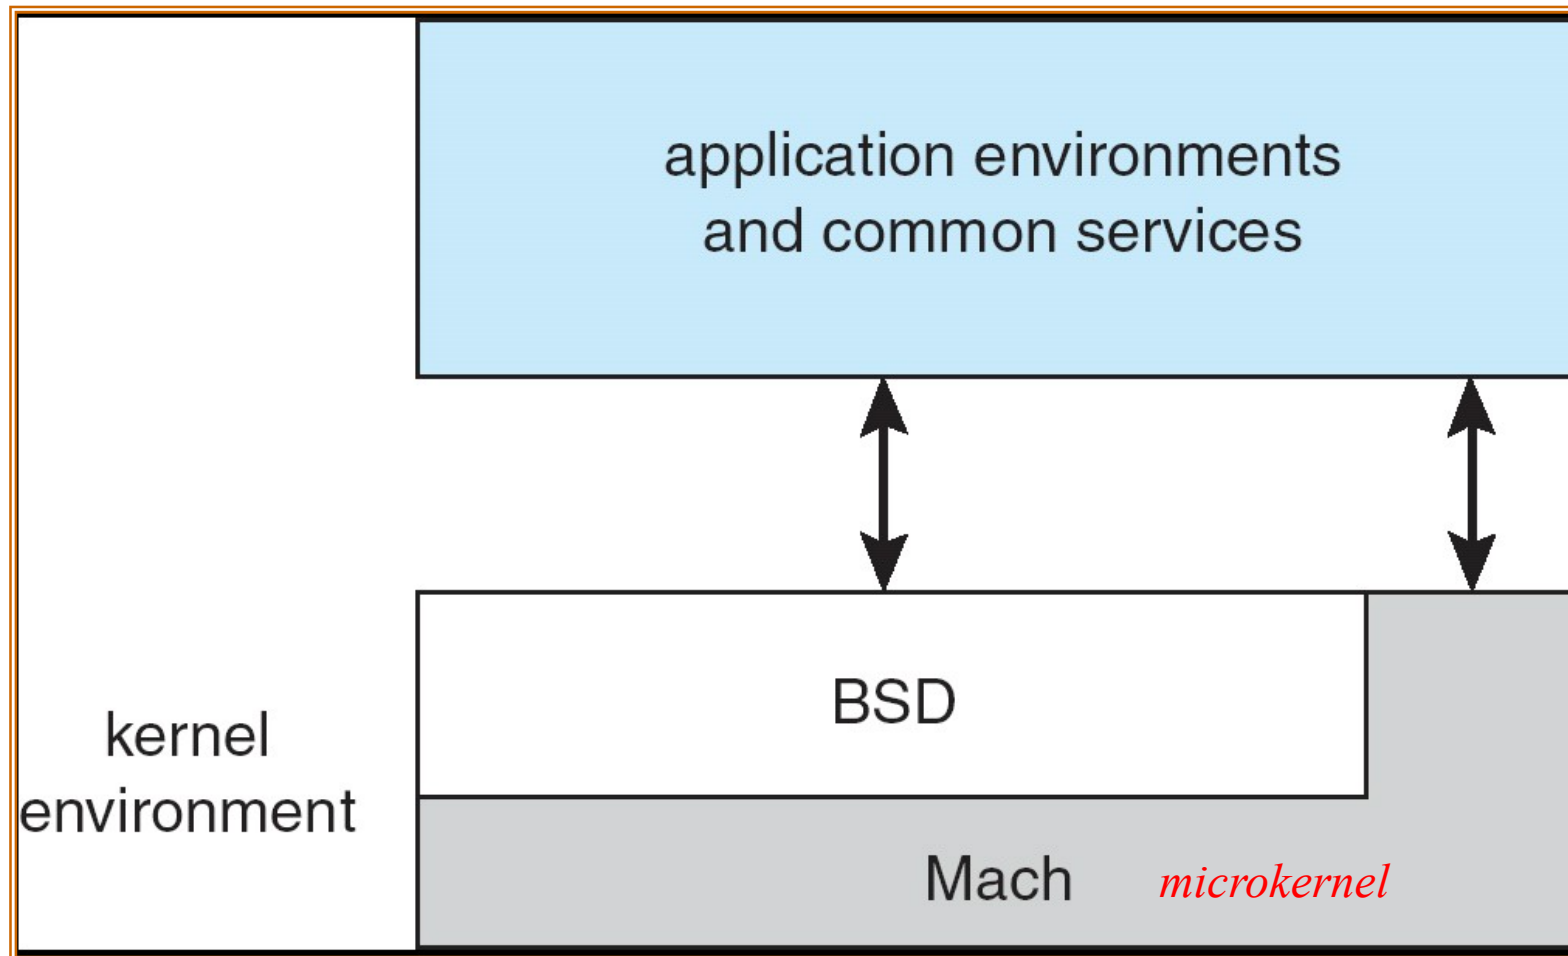 application environments
and common services
BSD
kernel
environment
Mach microkernel